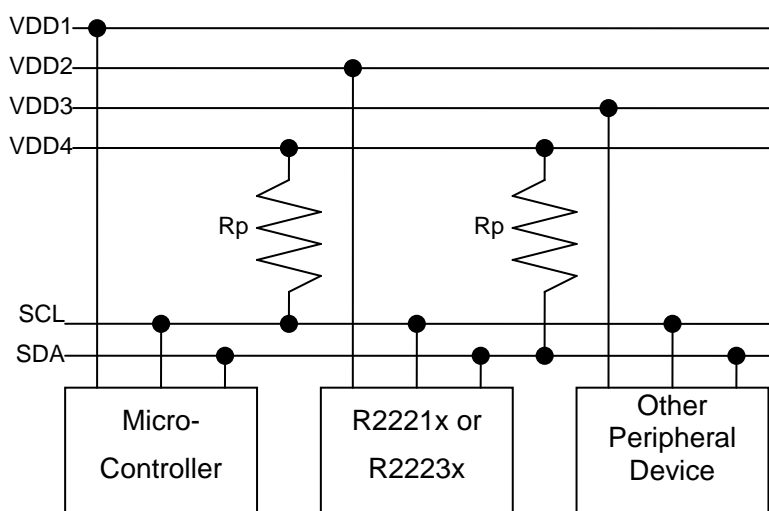 VDD1
VDD2
VDD3
VDD4
Rp
Rp
SCL
SDA
Micro-
Controller
R2221x or
R2223x
Other
Peripheral
Device